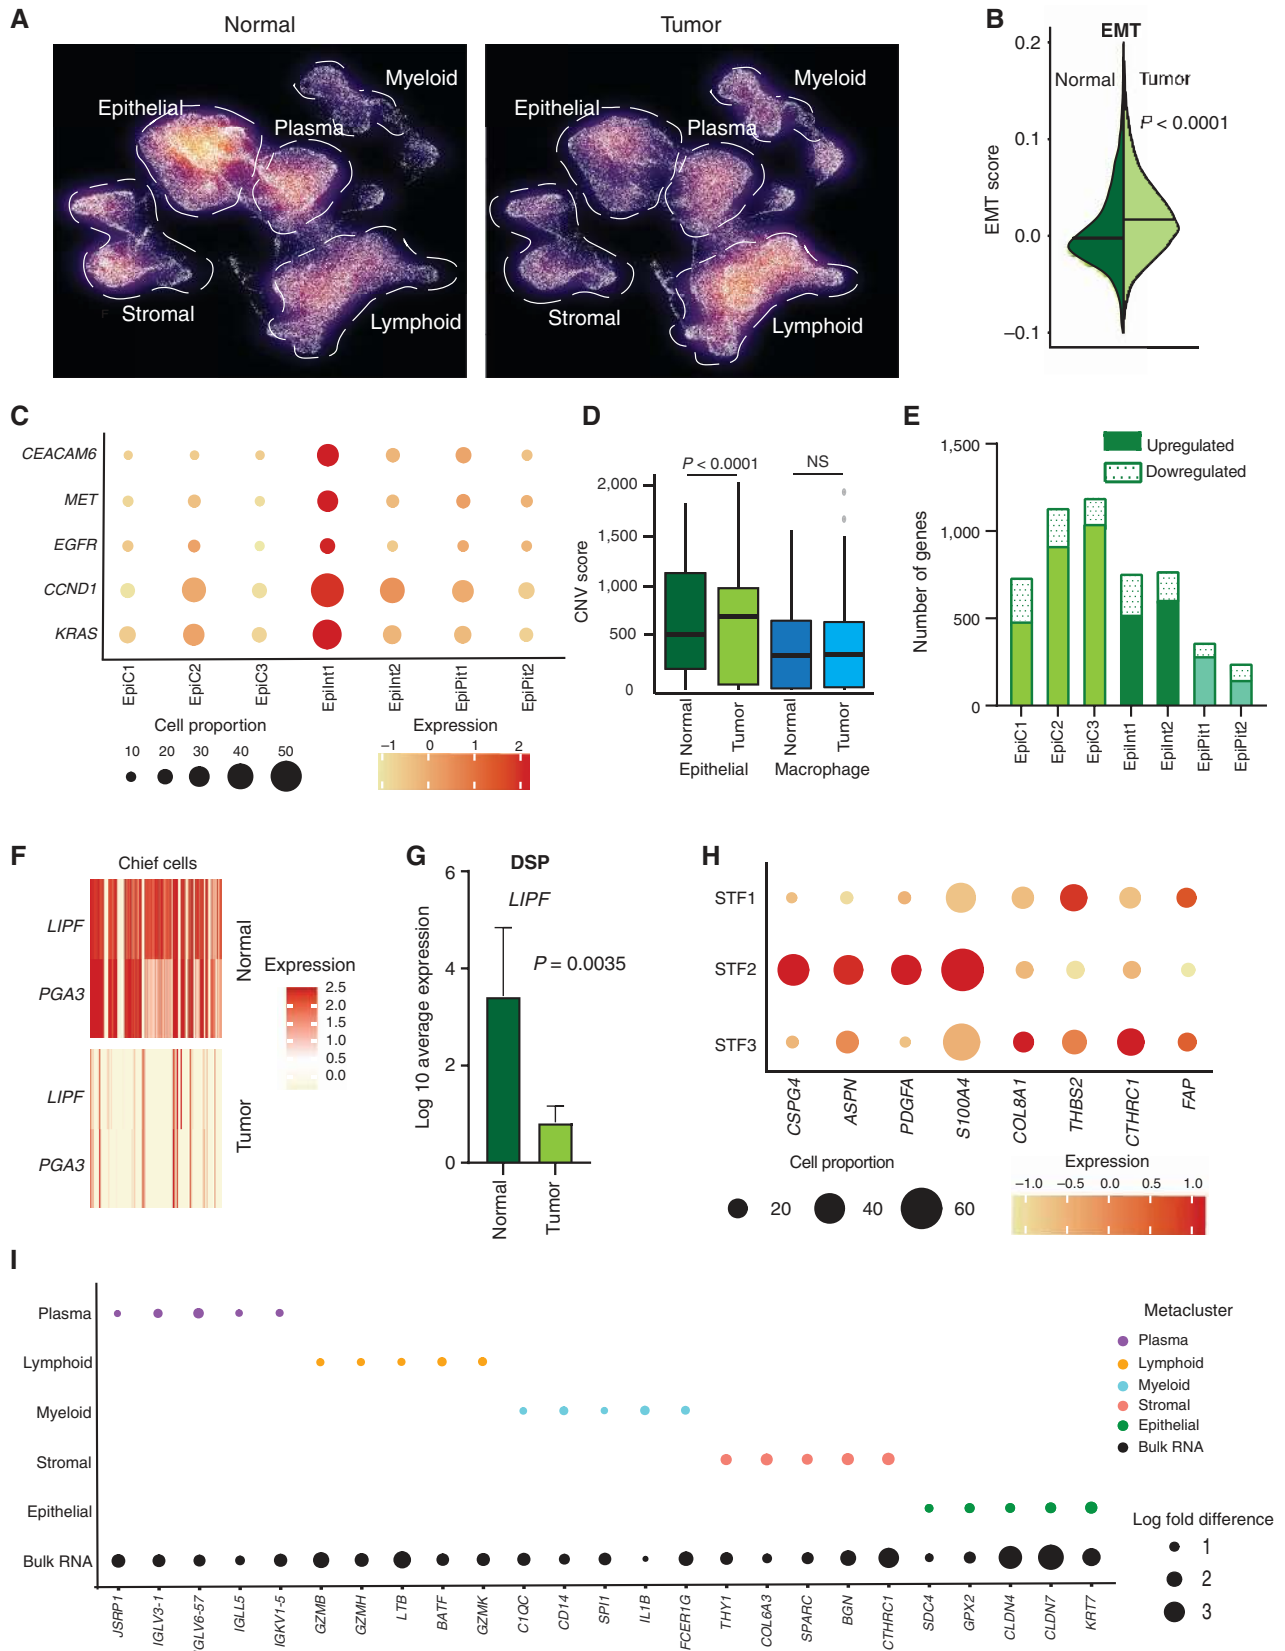 A
Normal
Tumor
Epithelial
Plasma
Myeloid
Stromal
Lymphoid
Epithelial
Plasma
Myeloid
Stromal
Lymphoid
B
EMT
Normal
Tumor
P < 0.0001
EMT score
0.2
0.1
0.0
–0.1
C
CEACAM6
MET
EGFR
CCND1
KRAS
EpiC1
EpiC2
EpiC3
EpiInt1
EpiInt2
EpiPit1
EpiPit2
Cell proportion
10 20 30 40 50
Expression
–1 0 1 2
D
P < 0.0001
NS
CNV score
2,000
1,500
1,000
500
0
Normal
Tumor
Normal
Tumor
Epithelial
Macrophage
E
Upregulated
Dowregulated
Number of genes
1,500
1,000
500
0
EpiC1
EpiC2
EpiC3
EpiInt1
EpiInt2
EpiPit1
EpiPit2
F
Chief cells
LIPF
PGA3
Normal
LIPF
PGA3
Tumor
Expression
2.5
2.0
1.5
1.0
0.5
0.0
G
DSP
LIPF
P = 0.0035
Log 10 average expression
6
4
2
0
Normal
Tumor
H
STF1
STF2
STF3
CSPG4
ASPN
PDGFA
S100A4
COL8A1
THBS2
CTHRC1
FAP
Cell proportion
20 40 60
Expression
–1.0 –0.5 0.0 0.5 1.0
I
Plasma
Lymphoid
Myeloid
Stromal
Epithelial
Bulk RNA
JSRP1
IGLV3-1
IGLV6-57
IGLL5
IGKV1-5
GZMB
GZMH
LTB
BATF
GZMK
C1QC
CD14
SPI1
IL1B
FCER1G
THY1
COL6A3
SPARC
BGN
CTHRC1
SDC4
GPX2
CLDN4
CLDN7
KRT7
Metacluster
Plasma
Lymphoid
Myeloid
Stromal
Epithelial
Bulk RNA
Log fold difference
1
2
3